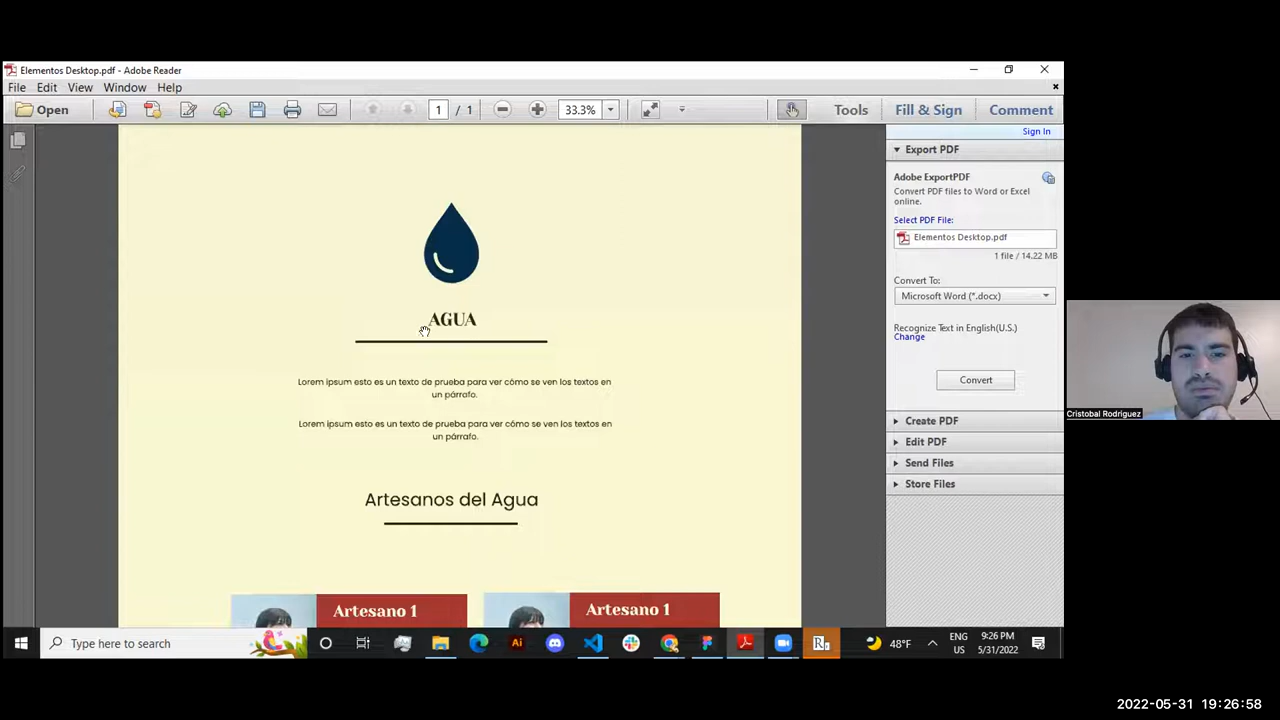 Elementos Desktop.pdf - Adobe Reader
File Edit View Window Help
Open 1 / 1 33.3% Tools Fill & Sign Comment
Sign In
Export PDF
Adobe ExportPDF
Convert PDF files to Word or Excel
online.
Select PDF File:
Elementos Desktop.pdf
1 file / 14.22 MB
Convert To:
Microsoft Word (*.docx)
Recognize Text in English(U.S.)
Change
Convert
Create PDF
Edit PDF
Send Files
Store Files
AGUA
Lorem ipsum esto es un texto de prueba para ver cómo se ven los textos en
un párrafo.
Lorem ipsum esto es un texto de prueba para ver cómo se ven los textos en
un párrafo.
Artesanos del Agua
Artesano 1
Artesano 1
Cristobal Rodriguez
Type here to search
Ai
48°F
ENG
US
9:26 PM
5/31/2022
2022-05-31 19:26:58